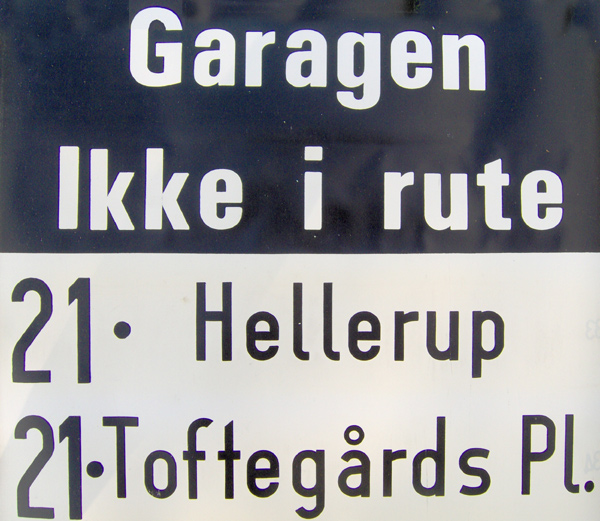 Garagen
Ikke i rute
21· Hellerup
21·Toftegårds Pl.